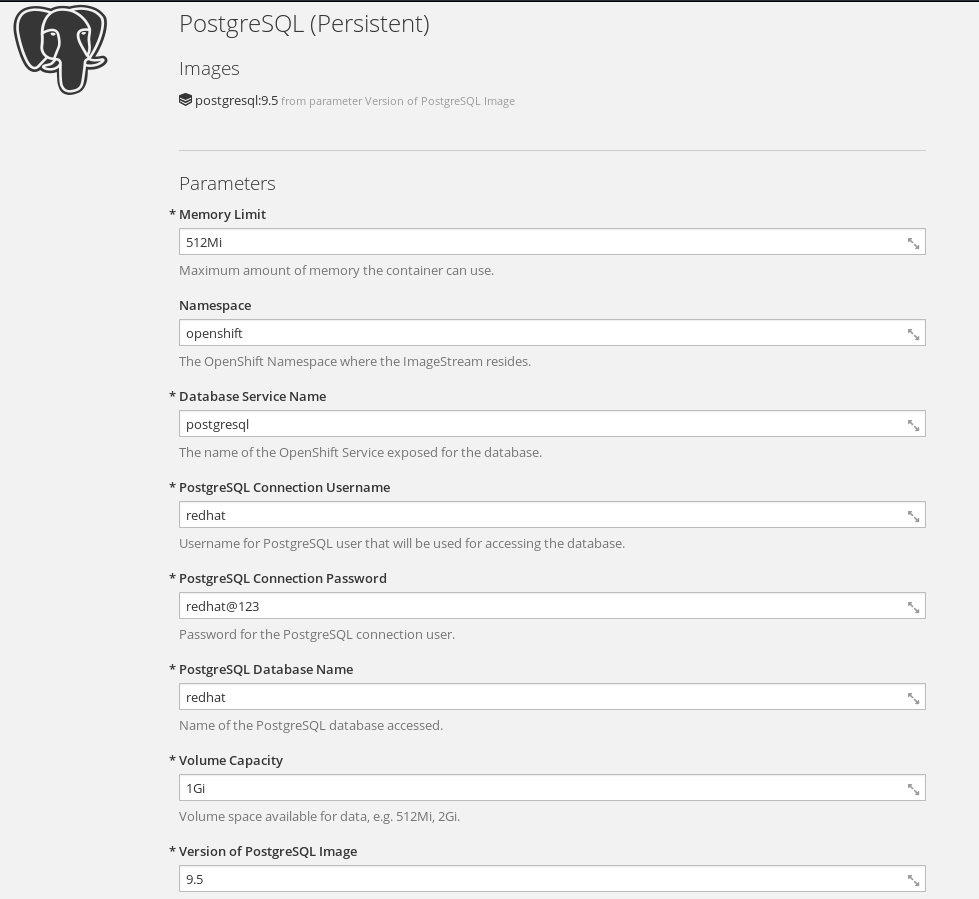 PostgreSQL (Persistent)
Images
postgresql:9.5 from parameter Version of PostgreSQL Image
Parameters
* Memory Limit
512Mi
Maximum amount of memory the container can use.
Namespace
openshift
The OpenShift Namespace where the ImageStream resides.
* Database Service Name
postgresql
The name of the OpenShift Service exposed for the database.
* PostgreSQL Connection Username
redhat
Username for PostgreSQL user that will be used for accessing the database.
* PostgreSQL Connection Password
redhat@123
Password for the PostgreSQL connection user.
* PostgreSQL Database Name
redhat
Name of the PostgreSQL database accessed.
* Volume Capacity
1Gi
Volume space available for data, e.g. 512Mi, 2Gi.
* Version of PostgreSQL Image
9.5